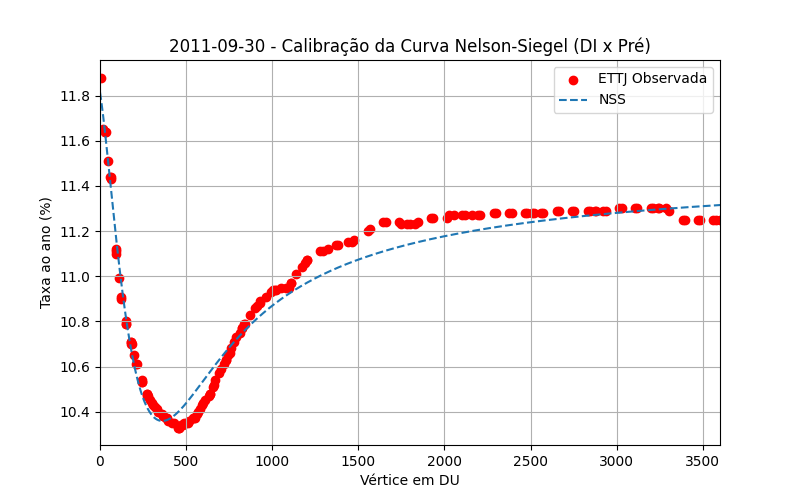 2011-09-30 - Calibração da Curva Nelson-Siegel (DI x Pré)
ETTJ Observada
NSS
Taxa ao ano (%)
11.8
11.6
11.4
11.2
11.0
10.8
10.6
10.4
0 500 1000 1500 2000 2500 3000 3500
Vértice em DU